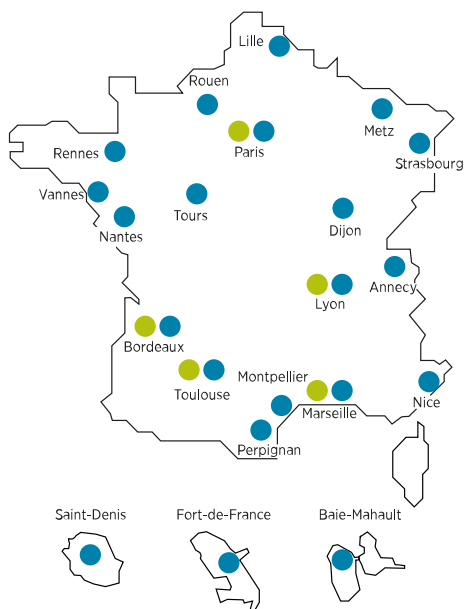 Lille
Rouen
Metz
Paris
Strasbourg
Rennes
Vannes
Tours
Nantes
Dijon
Annecy
Lyon
Bordeaux
Montpellier
Toulouse
Nice
Marseille
Perpignan
Saint-Denis
Fort-de-France
Baie-Mahault